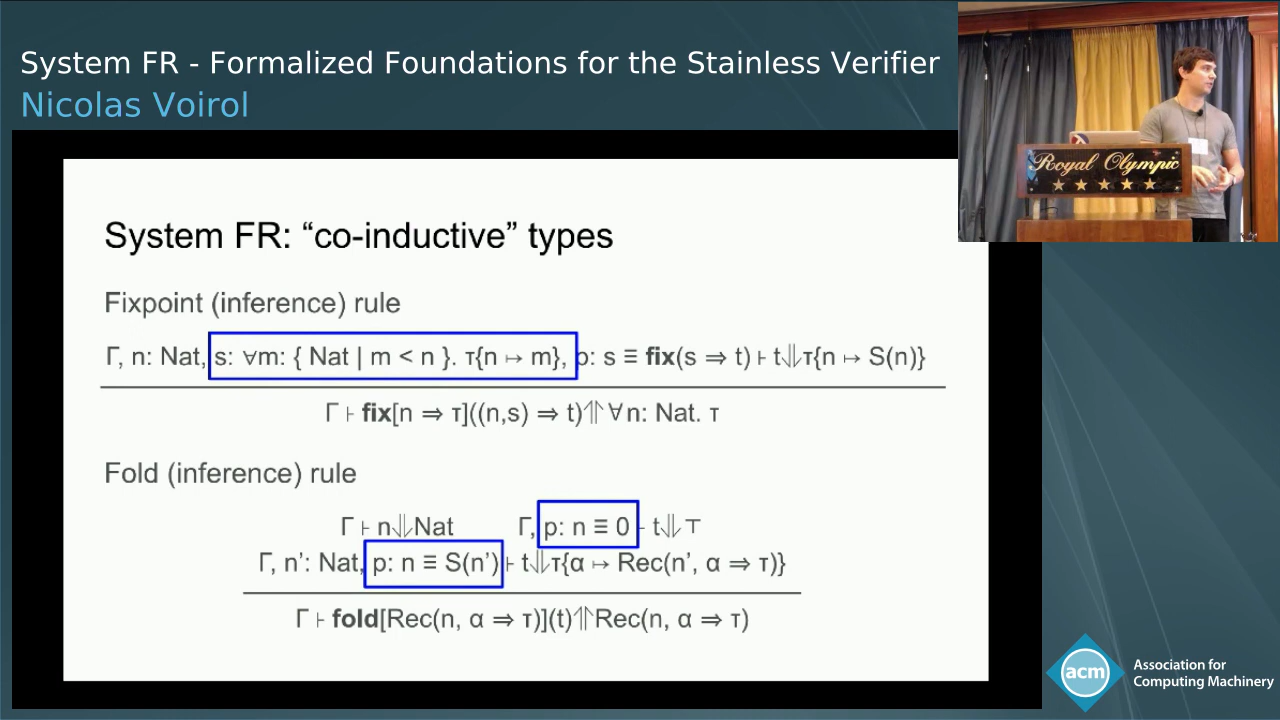 System FR - Formalized Foundations for the Stainless Verifier
Nicolas Voirol
Royal Olympic
System FR: “co-inductive” types
Fixpoint (inference) rule
Γ, n: Nat, s: ∀m: { Nat | m < n }. τ{n ↦ m}, p: s ≡ fix(s ⇒ t) ⊢ t⇓τ{n ↦ S(n)}
Γ ⊢ fix[n ⇒ τ]((n,s) ⇒ t)⇑∀n: Nat. τ
Fold (inference) rule
Γ ⊢ n⇓Nat Γ, p: n ≡ 0 ⊢ t⇓⊤
Γ, n’: Nat, p: n ≡ S(n’) ⊢ t⇓τ{α ↦ Rec(n’, α ⇒ τ)}
Γ ⊢ fold[Rec(n, α ⇒ τ)](t)⇑Rec(n, α ⇒ τ)
acm
Association for
Computing Machinery